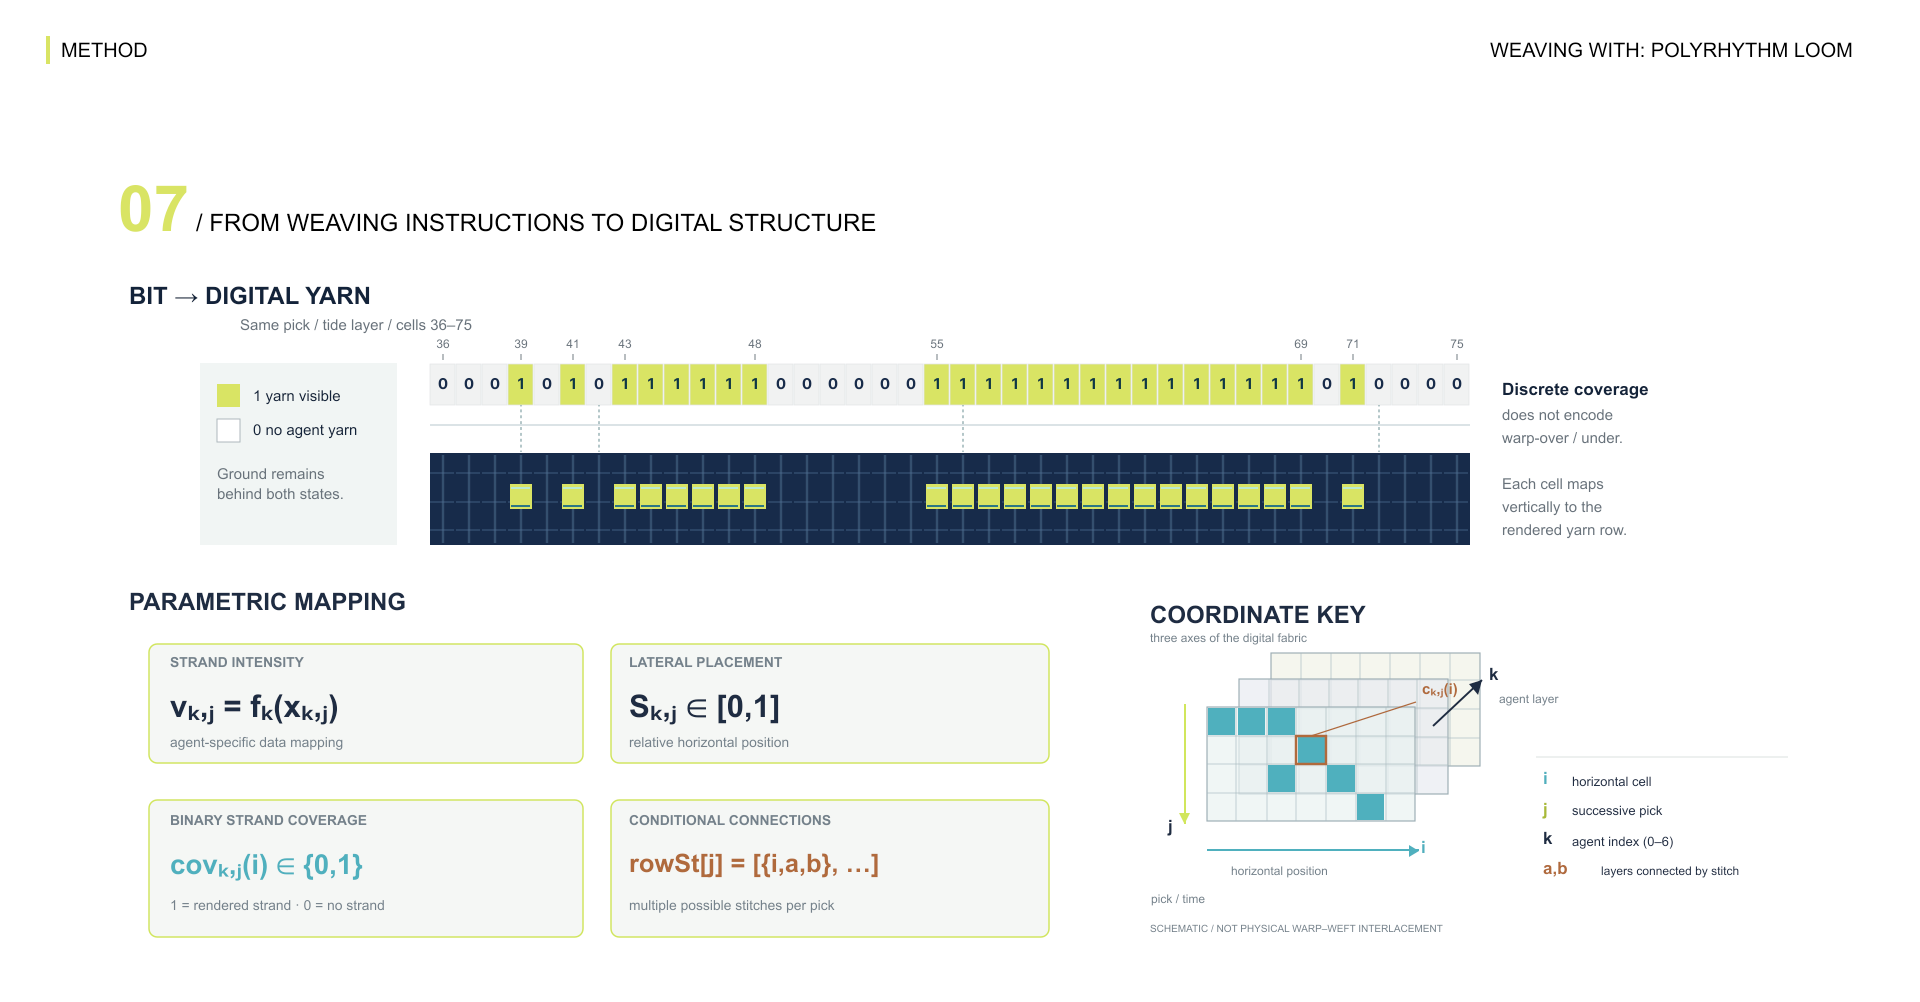 METHOD
WEAVING WITH: POLYRHYTHM LOOM
07 / FROM WEAVING INSTRUCTIONS TO DIGITAL STRUCTURE
BIT → DIGITAL YARN
Same pick / tide layer / cells 36–75
36 39 41 43 48 55 69 71 75
0 0 0 1 0 1 0 1 1 1 1 1 1 0 0 0 0 0 0 1 1 1 1 1 1 1 1 1 1 1 1 1 1 1 0 1 0 0 0 0
1 yarn visible
0 no agent yarn
Ground remains
behind both states.
Discrete coverage
does not encode
warp-over / under.
Each cell maps
vertically to the
rendered yarn row.
PARAMETRIC MAPPING
STRAND INTENSITY
vₖ,ⱼ = fₖ(xₖ,ⱼ)
agent-specific data mapping
LATERAL PLACEMENT
Sₖ,ⱼ ∈ [0,1]
relative horizontal position
BINARY STRAND COVERAGE
covₖ,ⱼ(i) ∈ {0,1}
1 = rendered strand · 0 = no strand
CONDITIONAL CONNECTIONS
rowSt[j] = [{i,a,b}, …]
multiple possible stitches per pick
COORDINATE KEY
three axes of the digital fabric
k
cₖ,ⱼ(i)
agent layer
j
i
horizontal position
pick / time
SCHEMATIC / NOT PHYSICAL WARP–WEFT INTERLACEMENT
i horizontal cell
j successive pick
k agent index (0–6)
a,b layers connected by stitch